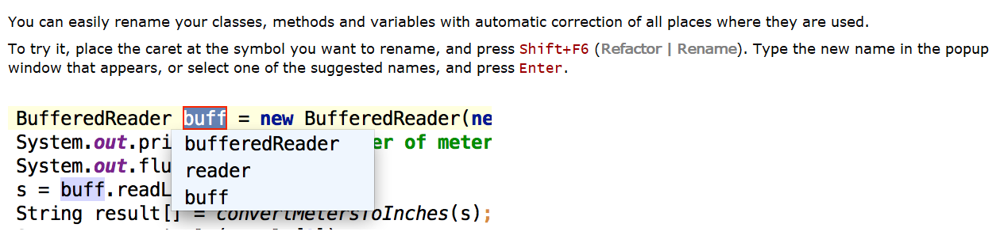 You can easily rename your classes, methods and variables with automatic correction of all places where they are used.
To try it, place the caret at the symbol you want to rename, and press Shift+F6 (Refactor | Rename). Type the new name in the popup
window that appears, or select one of the suggested names, and press Enter.
BufferedReader buff = new BufferedReader(ne
System.out.pri er of meter
System.out.flu
s = buff.readL
String result[] = convertMetersToInches(s);
bufferedReader
reader
buff